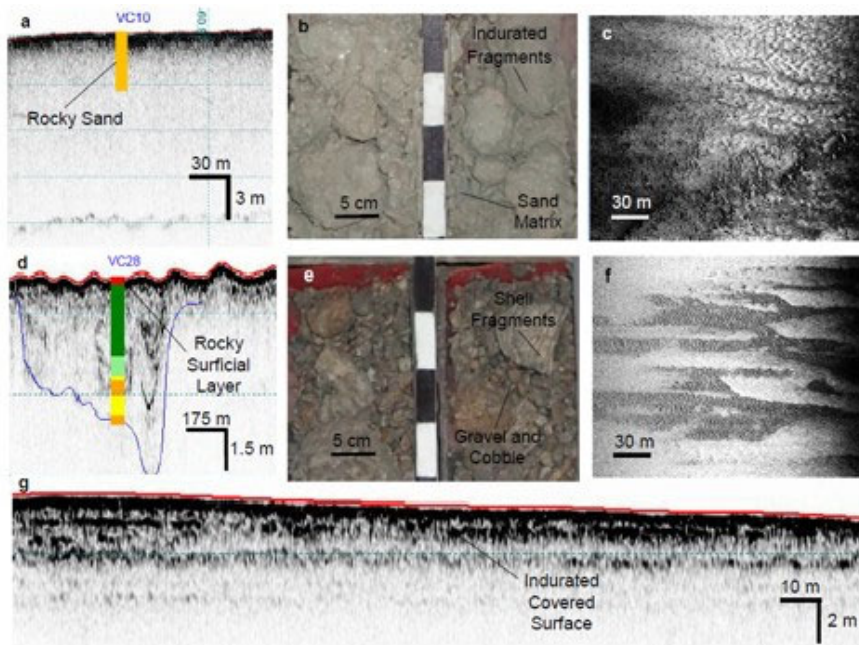 a
VC10
Rocky Sand
30 m
3 m
b
Indurated
Fragments
5 cm
Sand
Matrix
c
30 m
d
VC28
Rocky
Surficial
Layer
175 m
1.5 m
e
Shell
Fragments
5 cm
Gravel and
Cobble
f
30 m
g
Indurated
Covered
Surface
10 m
2 m